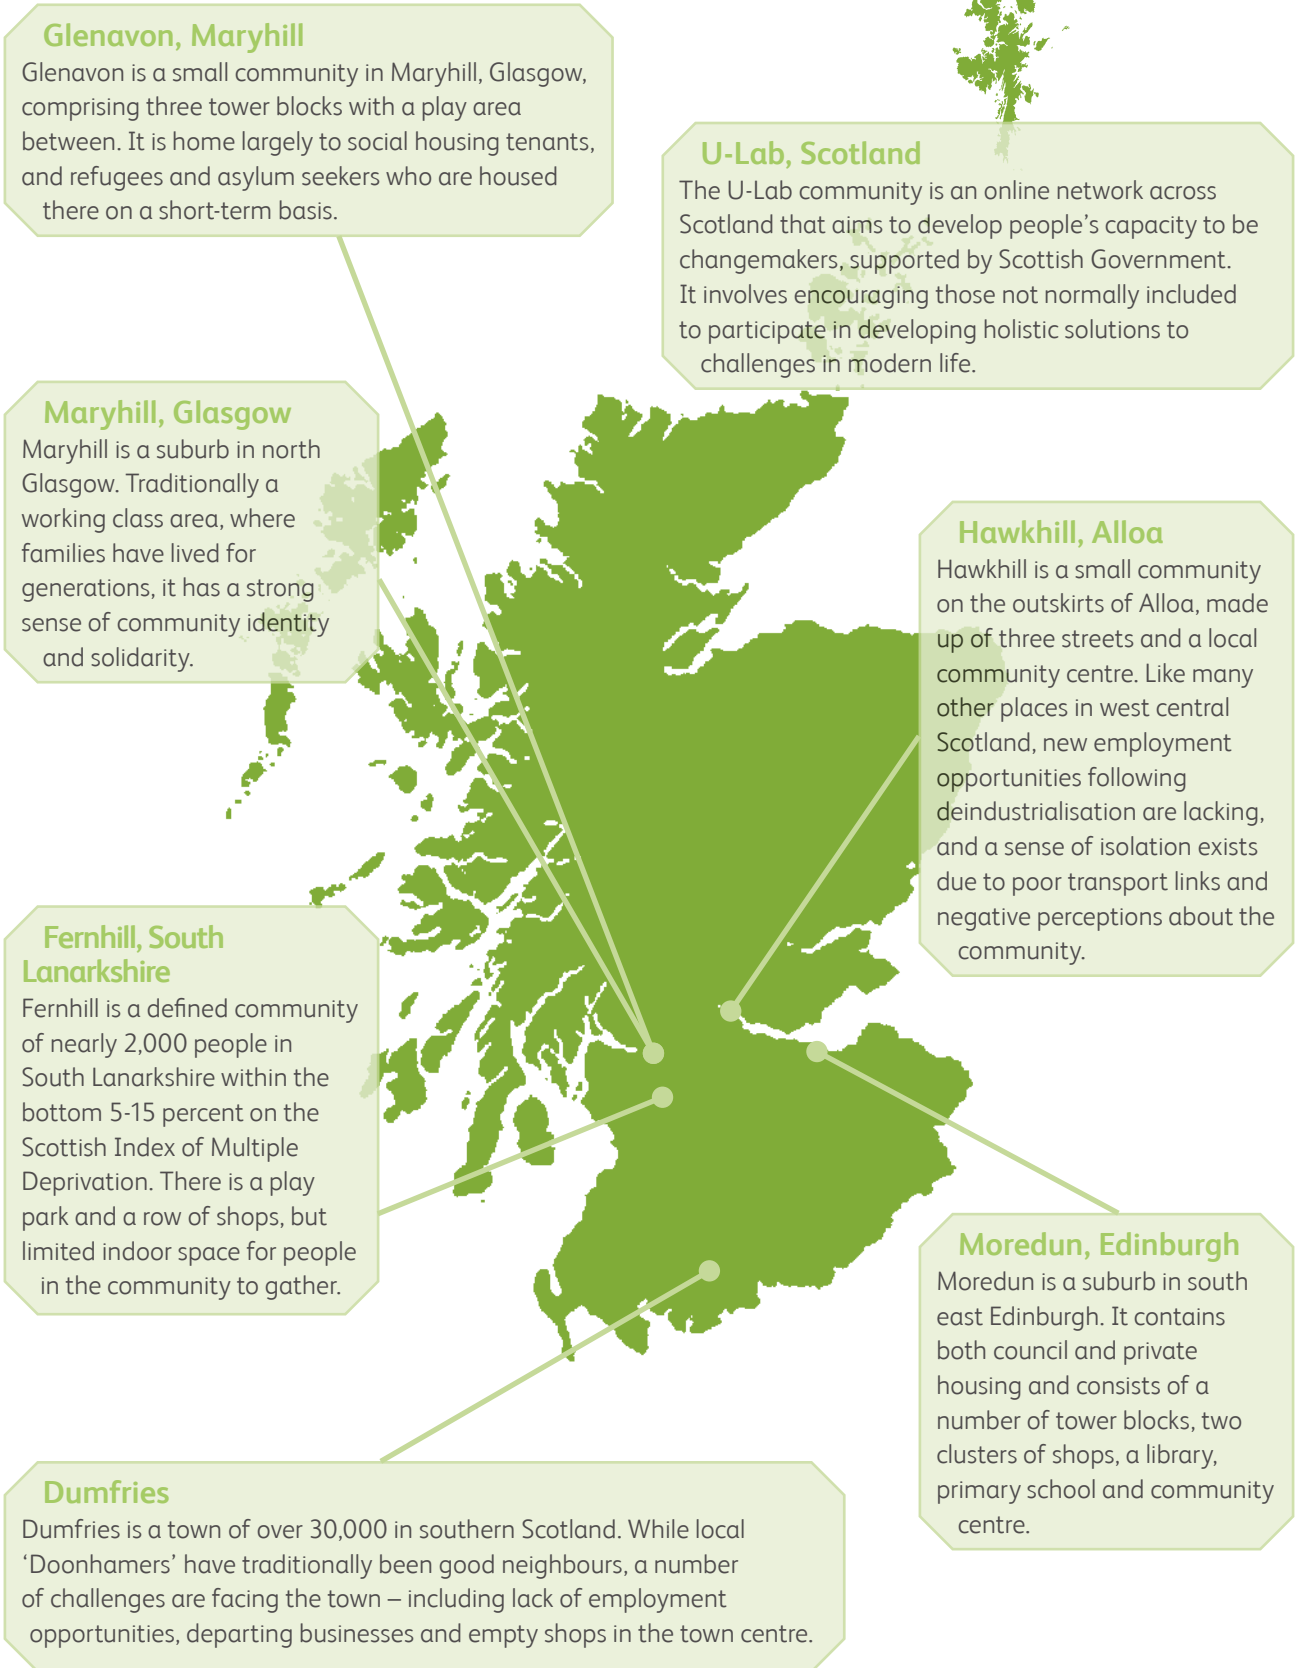 Glenavon, Maryhill
Glenavon is a small community in Maryhill, Glasgow,
comprising three tower blocks with a play area
between. It is home largely to social housing tenants,
and refugees and asylum seekers who are housed
there on a short-term basis.
U-Lab, Scotland
The U-Lab community is an online network across
Scotland that aims to develop people’s capacity to be
changemakers, supported by Scottish Government.
It involves encouraging those not normally included
to participate in developing holistic solutions to
challenges in modern life.
Maryhill, Glasgow
Maryhill is a suburb in north
Glasgow. Traditionally a
working class area, where
families have lived for
generations, it has a strong
sense of community identity
and solidarity.
Hawkhill, Alloa
Hawkhill is a small community
on the outskirts of Alloa, made
up of three streets and a local
community centre. Like many
other places in west central
Scotland, new employment
opportunities following
deindustrialisation are lacking,
and a sense of isolation exists
due to poor transport links and
negative perceptions about the
community.
Fernhill, South
Lanarkshire
Fernhill is a defined community
of nearly 2,000 people in
South Lanarkshire within the
bottom 5-15 percent on the
Scottish Index of Multiple
Deprivation. There is a play
park and a row of shops, but
limited indoor space for people
in the community to gather.
Moredun, Edinburgh
Moredun is a suburb in south
east Edinburgh. It contains
both council and private
housing and consists of a
number of tower blocks, two
clusters of shops, a library,
primary school and community
centre.
Dumfries
Dumfries is a town of over 30,000 in southern Scotland. While local
‘Doonhamers’ have traditionally been good neighbours, a number
of challenges are facing the town – including lack of employment
opportunities, departing businesses and empty shops in the town centre.